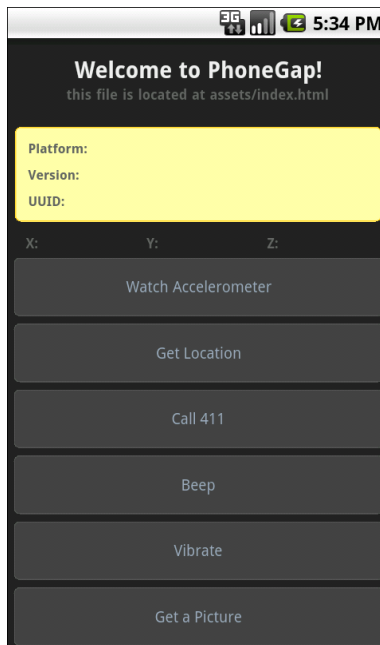 3G 5:34 PM
Welcome to PhoneGap!
this file is located at assets/index.html
Platform:
Version:
UUID:
X: Y: Z:
Watch Accelerometer
Get Location
Call 411
Beep
Vibrate
Get a Picture